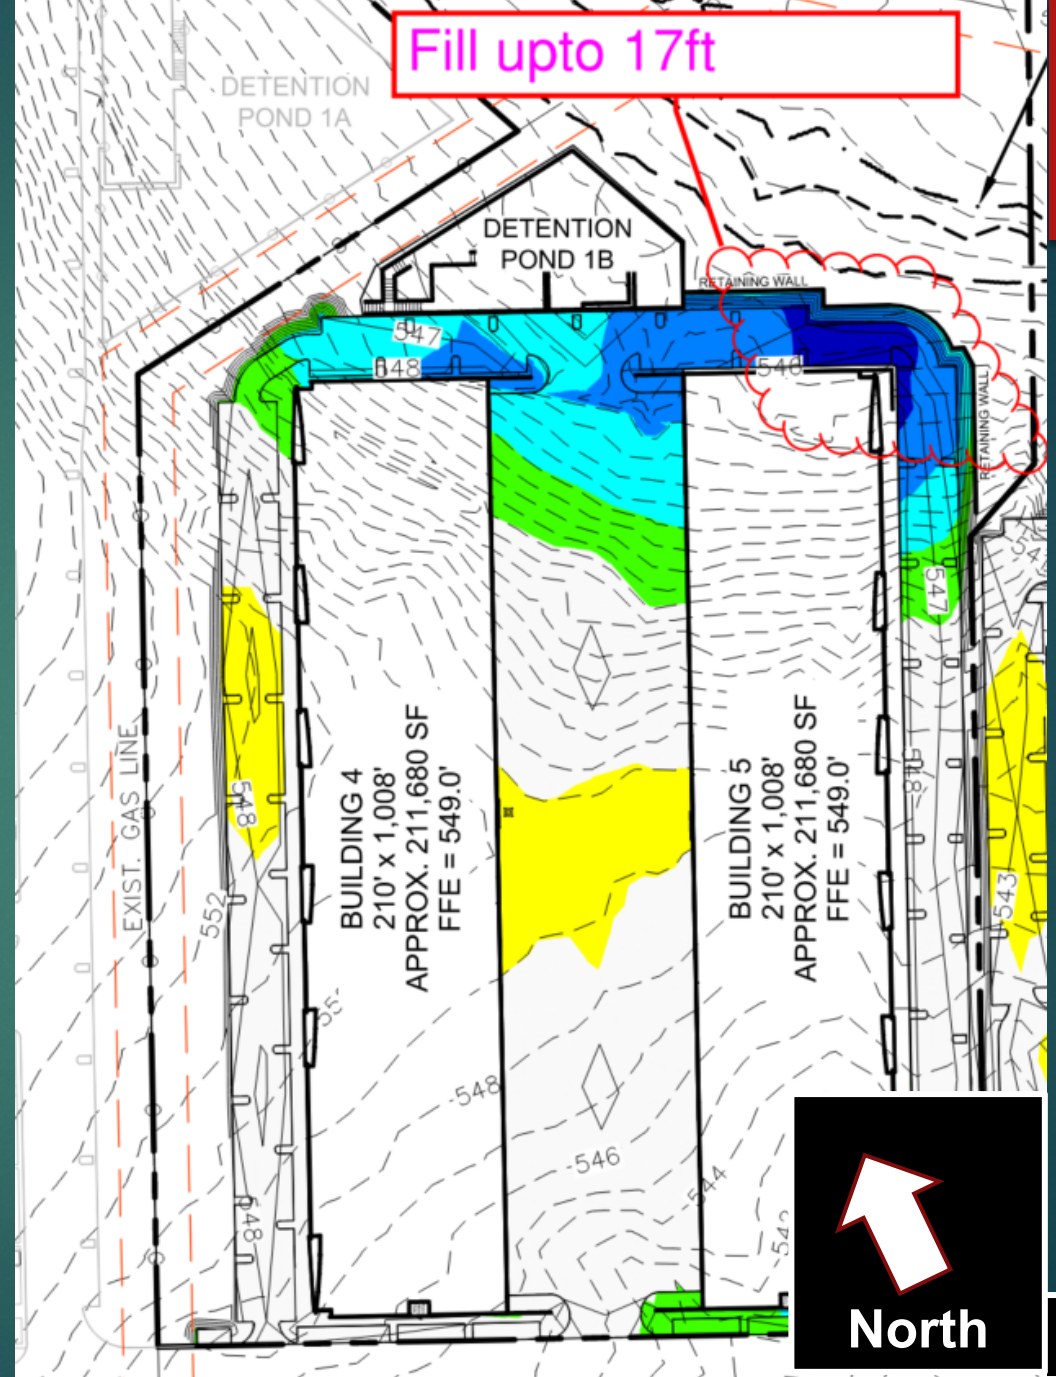 Fill upto 17ft
DETENTION
POND 1A
DETENTION
POND 1B
RETAINING WALL
547
548
546
RETAINING WALL
547
EXIST. GAS LINE
548
552
BUILDING 4
210' x 1,008'
APPROX. 211,680 SF
FFE = 549.0'
BUILDING 5
210' x 1,008'
APPROX. 211,680 SF
FFE = 549.0'
548
543
548
546
544
542
548
North